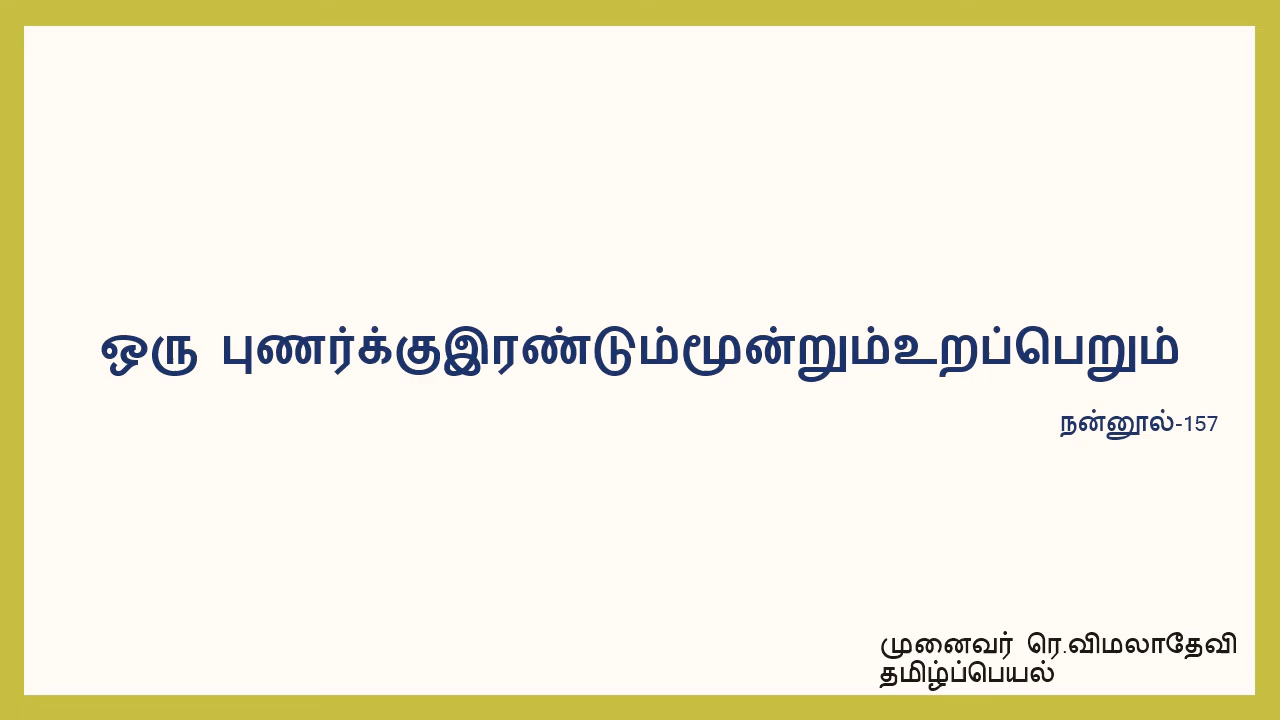 ஒரு புணர்க்குஇரண்டும்மூன்றும்உறப்பெறும்
நன்னூல்-157
முனைவர் ரெ.விமலாதேவி
தமிழ்ப்பெயல்